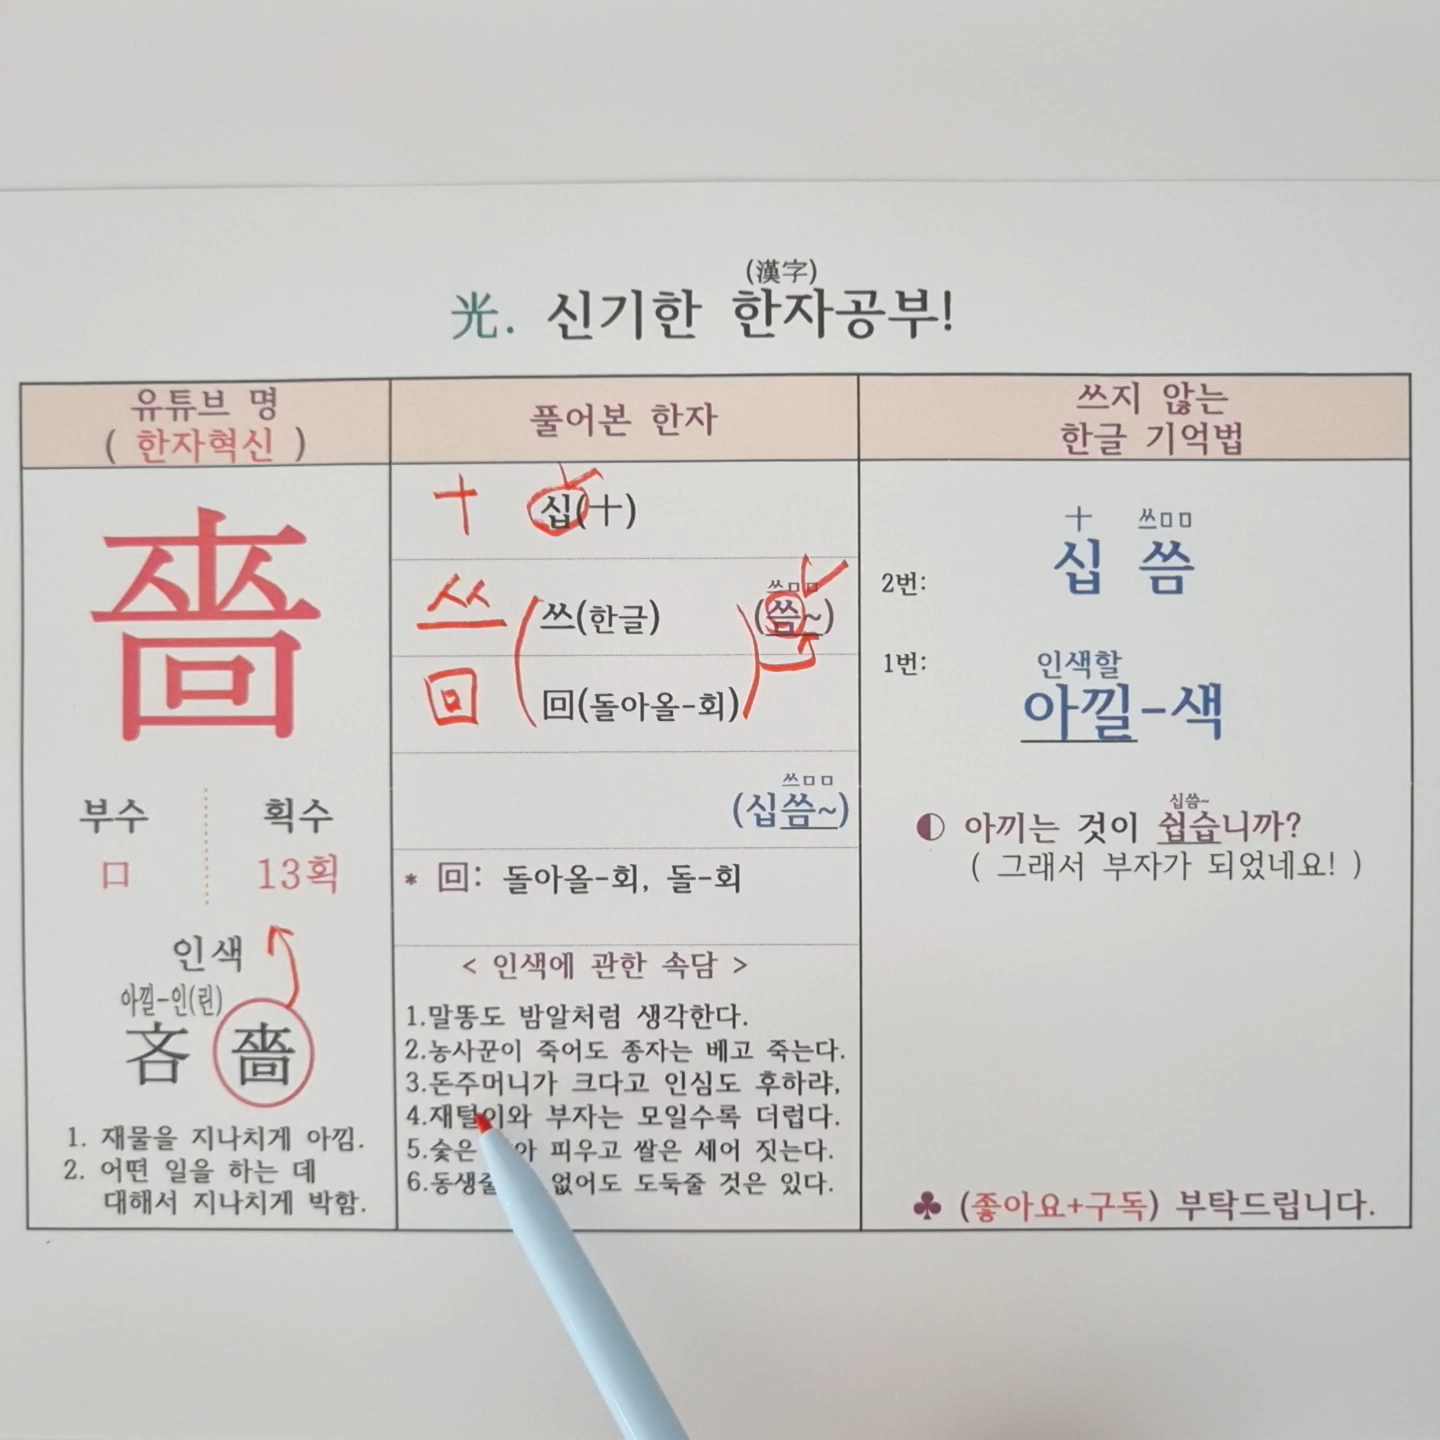 (漢字)
光. 신기한 한자공부!
유튜브 명
( 한자혁신 )
嗇
부수 획수
口 13획
인색
아낄-인(린)
吝 嗇
1. 재물을 지나치게 아낌.
2. 어떤 일을 하는 데
대해서 지나치게 박함.
풀어본 한자
十 십(十)
쓰 쓰(한글)
쓰ㅁㅁ
(씀~)
回 回(돌아올-회)
쓰ㅁㅁ
(십씀~)
* 回: 돌아올-회, 돌-회
< 인색에 관한 속담 >
1.말똥도 밤알처럼 생각한다.
2.농사꾼이 죽어도 종자는 베고 죽는다.
3.돈주머니가 크다고 인심도 후하랴,
4.재털이와 부자는 모일수록 더럽다.
5.숯은 피우고 쌀은 세어 짓는다.
6.동생줄 없어도 도둑줄 것은 있다.
쓰지 않는
한글 기억법
十 쓰ㅁㅁ
2번: 십 씀
인색할
1번: 아낄-색
십씀~
◐ 아끼는 것이 쉽습니까?
( 그래서 부자가 되었네요! )
♣ (좋아요+구독) 부탁드립니다.